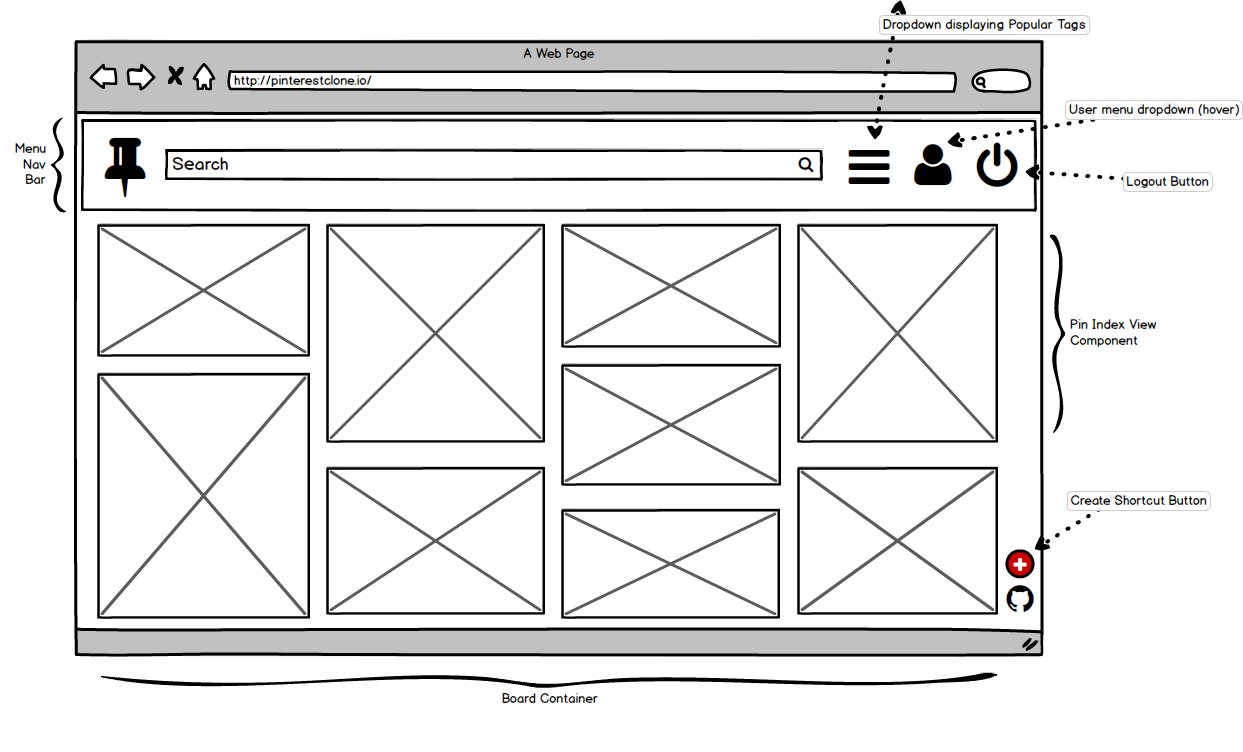 Dropdown displaying Popular Tags
A Web Page
http://pinterestclone.io/
User menu dropdown (hover)
Menu
Nav
Bar
Search
Logout Button
Pin Index View
Component
Create Shortcut Button
Board Container